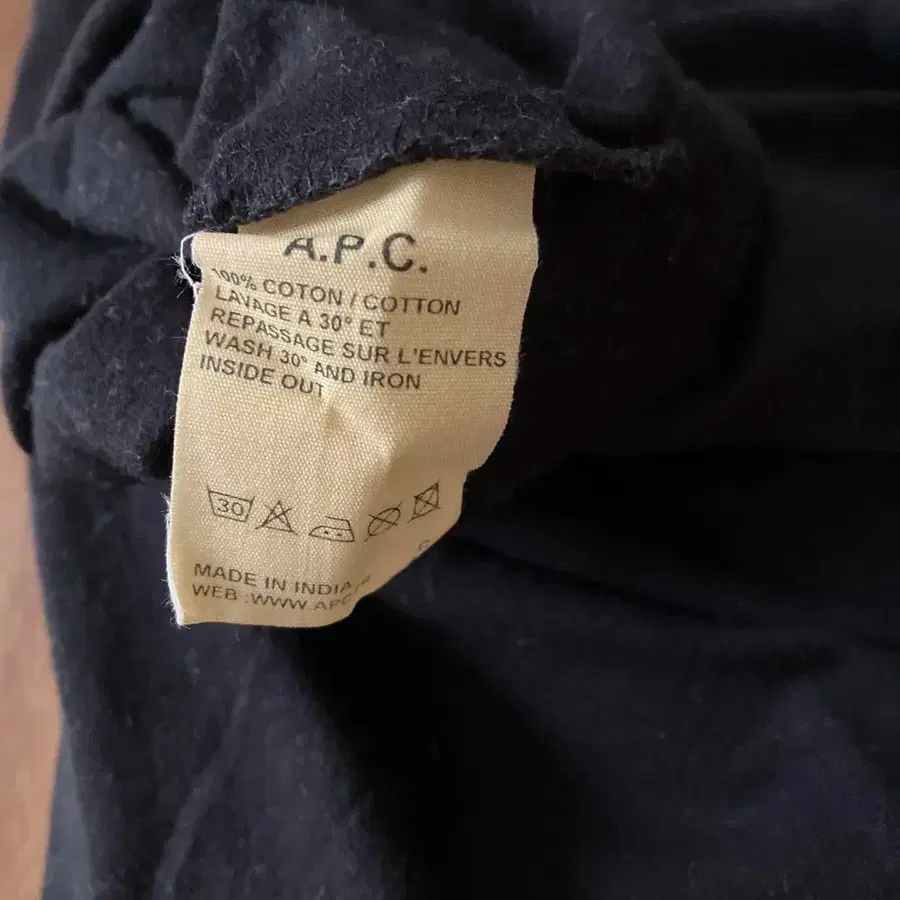 A.P.C.
100% COTON / COTTON
LAVAGE A 30° ET
REPASSAGE SUR L'ENVERS
WASH 30° AND IRON
INSIDE OUT
30
MADE IN INDIA
WEB :WWW.APC